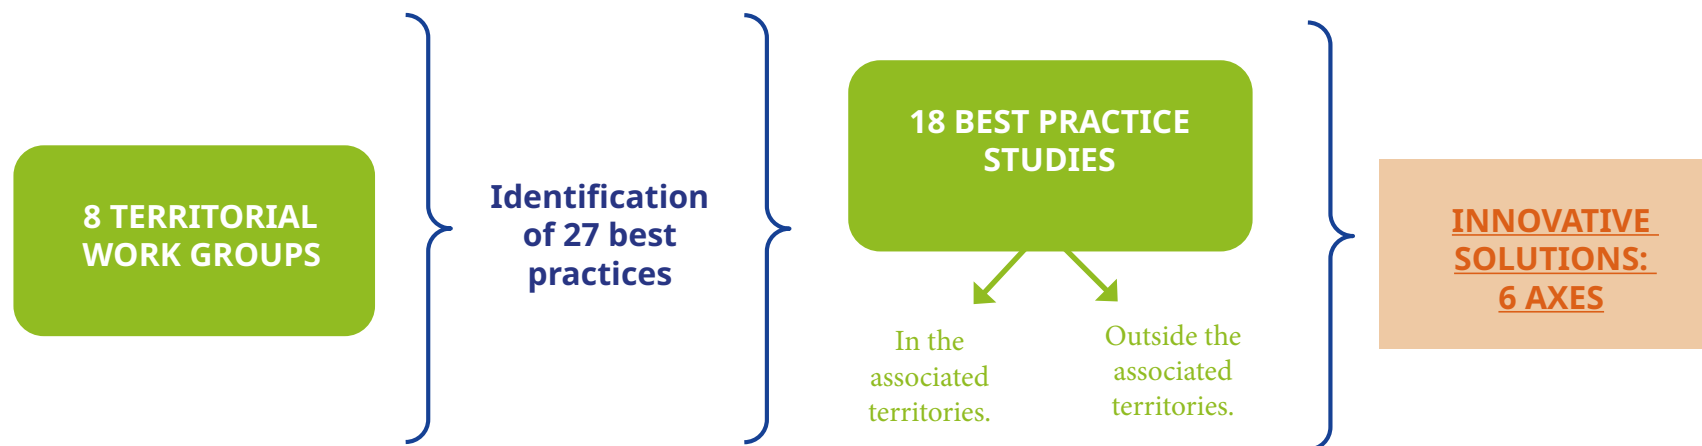 8 TERRITORIAL
WORK GROUPS
Identification
of 27 best
practices
18 BEST PRACTICE
STUDIES
In the
associated
territories.
Outside the
associated
territories.
INNOVATIVE
SOLUTIONS:
6 AXES